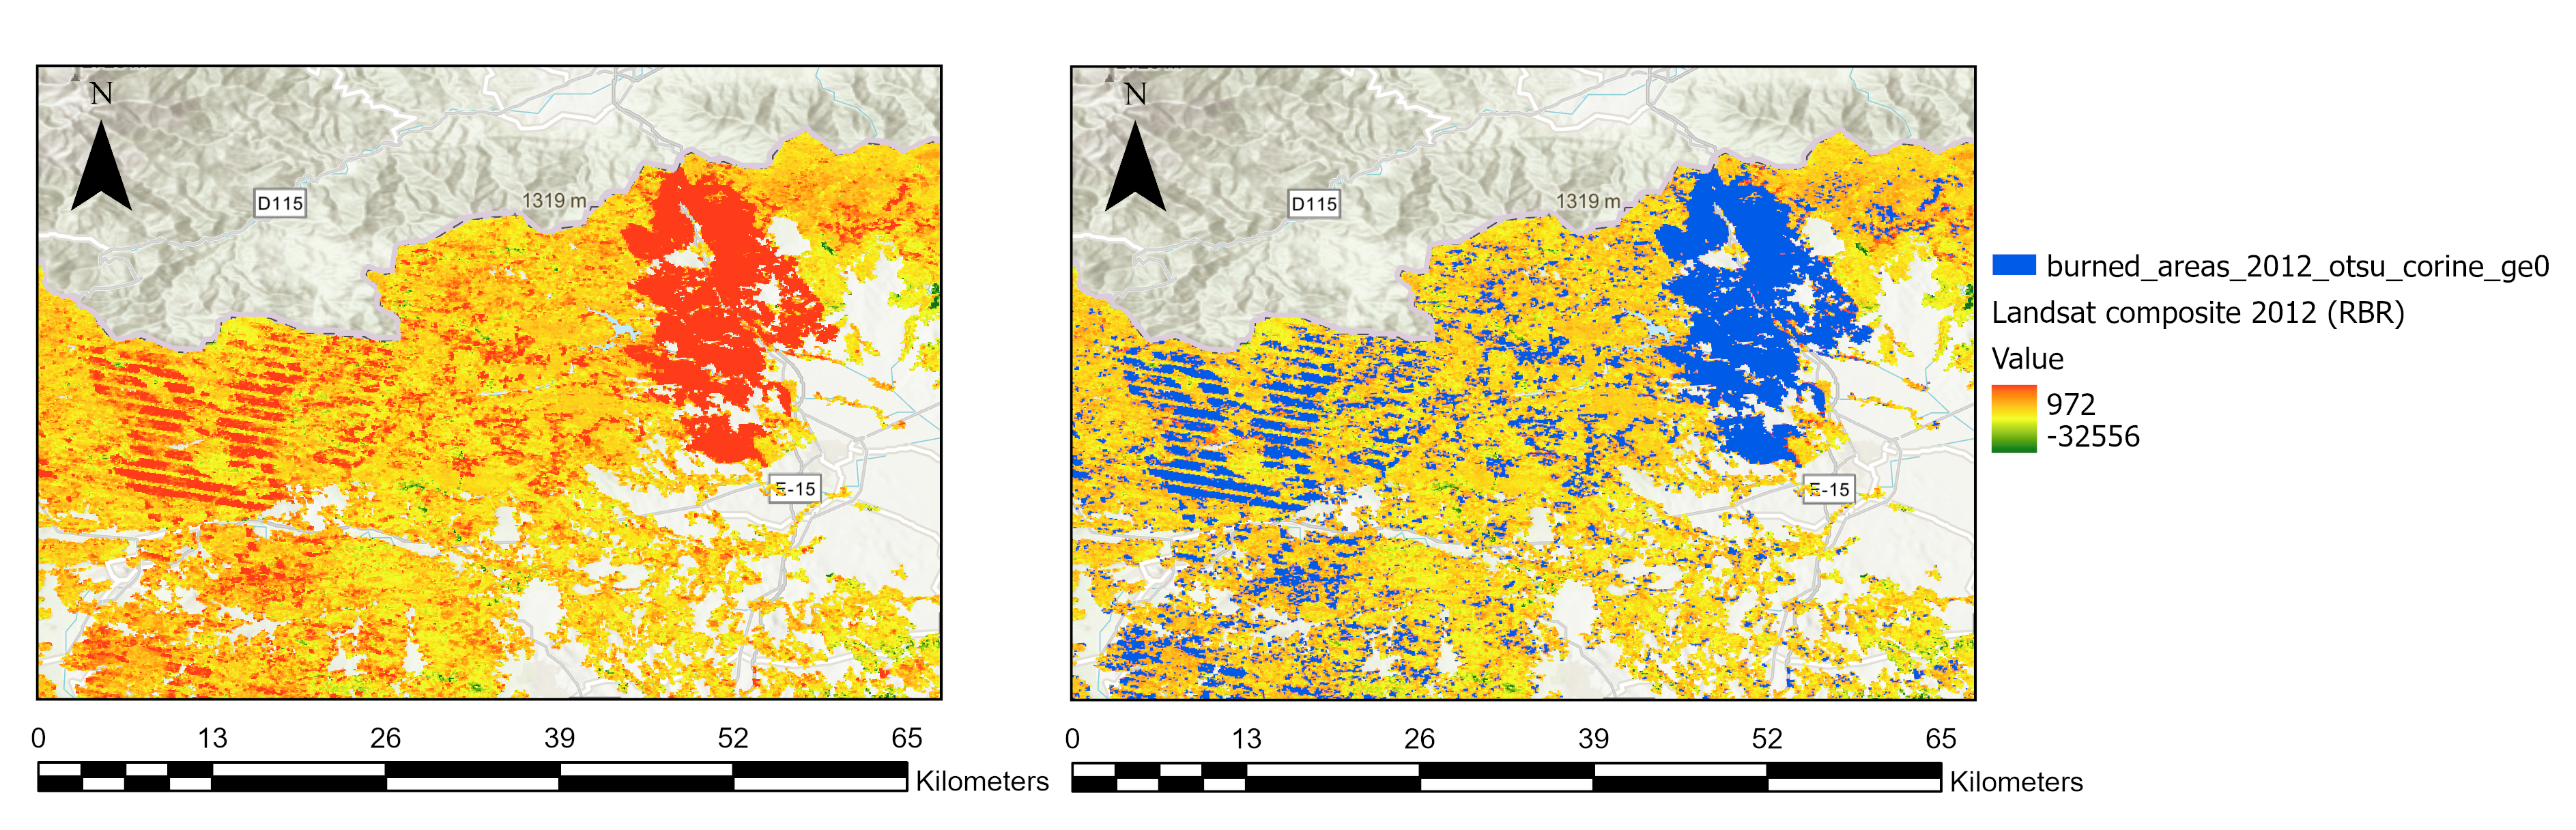 N
D115
1319 m
E-15
0 13 26 39 52 65
Kilometers
N
D115
1319 m
E-15
0 13 26 39 52 65
Kilometers
burned_areas_2012_otsu_corine_ge0
Landsat composite 2012 (RBR)
Value
972
-32556